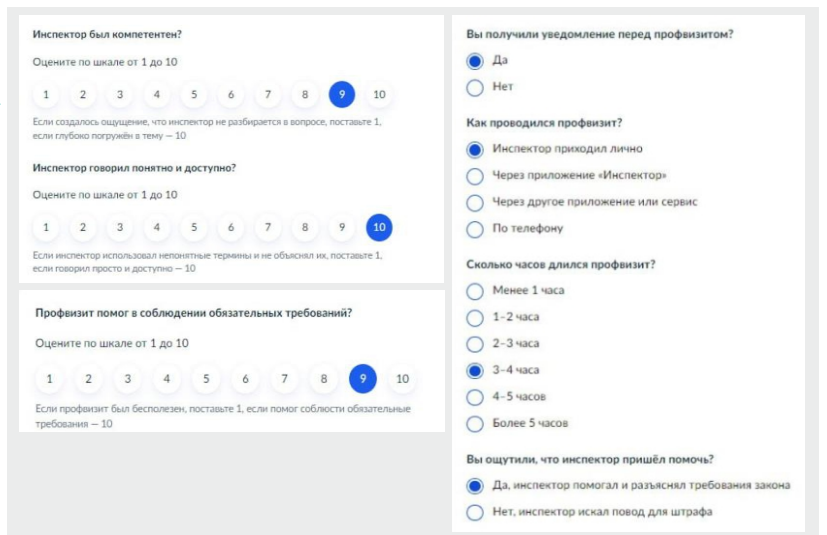 Инспектор был компетентен?
Оцените по шкале от 1 до 10
1 2 3 4 5 6 7 8 9 10
Если создалось ощущение, что инспектор не разбирается в вопросе, поставьте 1,
если глубоко погружён в тему — 10
Инспектор говорил понятно и доступно?
Оцените по шкале от 1 до 10
1 2 3 4 5 6 7 8 9 10
Если инспектор использовал непонятные термины и не объяснял их, поставьте 1,
если говорил просто и доступно — 10
Профвизит помог в соблюдении обязательных требований?
Оцените по шкале от 1 до 10
1 2 3 4 5 6 7 8 9 10
Если профвизит был бесполезен, поставьте 1, если помог соблюсти обязательные
требования — 10
Вы получили уведомление перед профвизитом?
Да
Нет
Как проводился профвизит?
Инспектор приходил лично
Через приложение «Инспектор»
Через другое приложение или сервис
По телефону
Сколько часов длился профвизит?
Менее 1 часа
1–2 часа
2–3 часа
3–4 часа
4–5 часов
Более 5 часов
Вы ощутили, что инспектор пришёл помочь?
Да, инспектор помогал и разъяснял требования закона
Нет, инспектор искал повод для штрафа